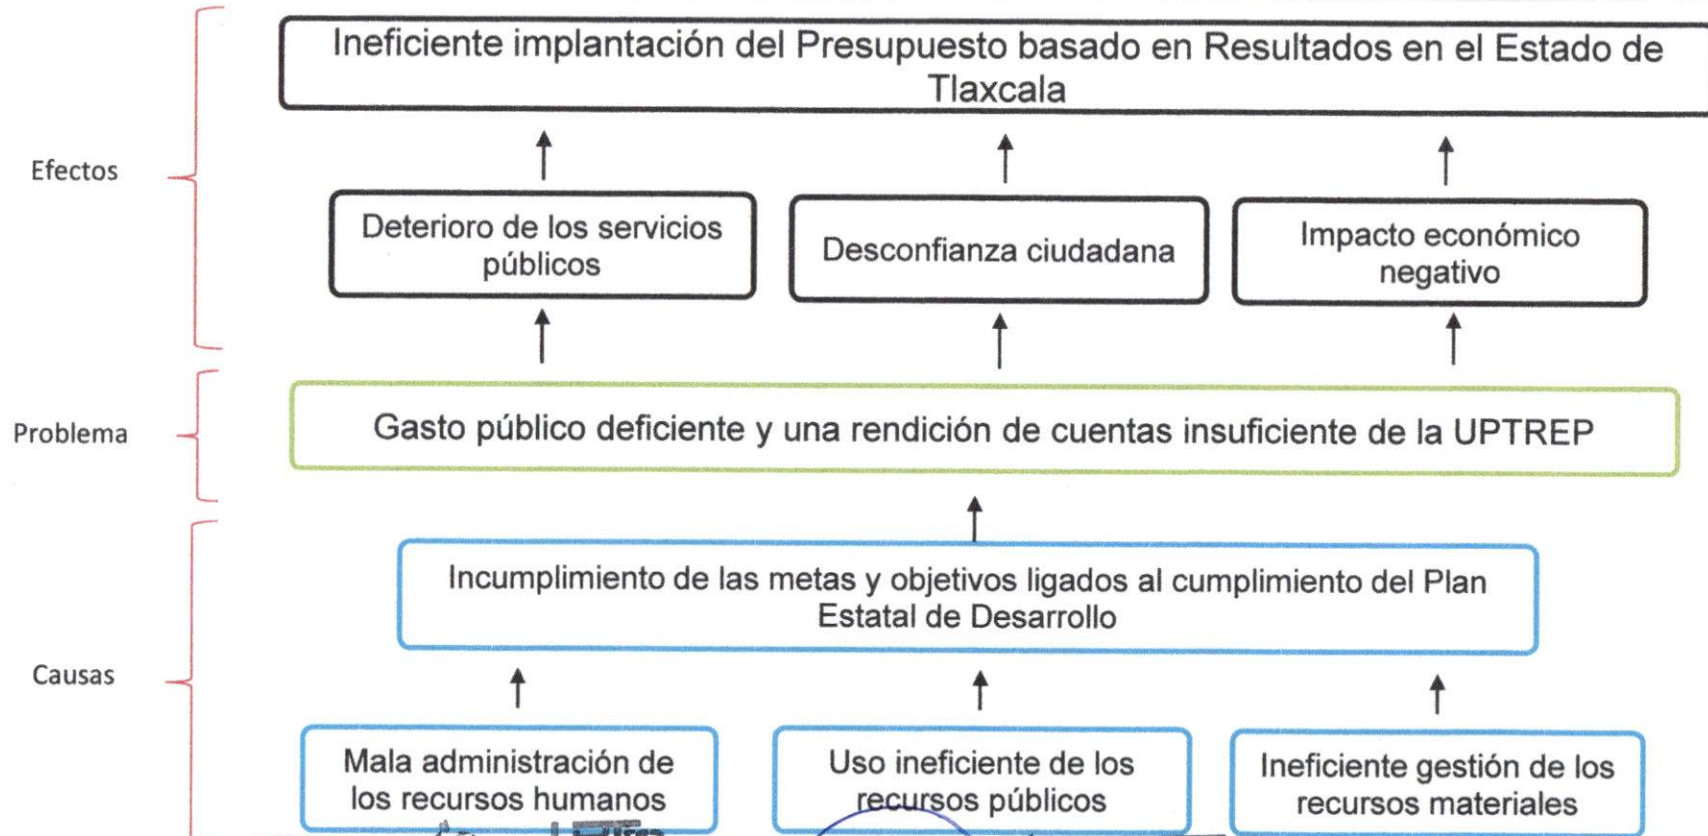 Ineficiente implantación del Presupuesto basado en Resultados en el Estado de
Tlaxcala
Efectos
Deterioro de los servicios
públicos
Desconfianza ciudadana
Impacto económico
negativo
Problema
Gasto público deficiente y una rendición de cuentas insuficiente de la UPTREP
Incumplimiento de las metas y objetivos ligados al cumplimiento del Plan
Estatal de Desarrollo
Causas
Mala administración de
los recursos humanos
Uso ineficiente de los
recursos públicos
Ineficiente gestión de los
recursos materiales